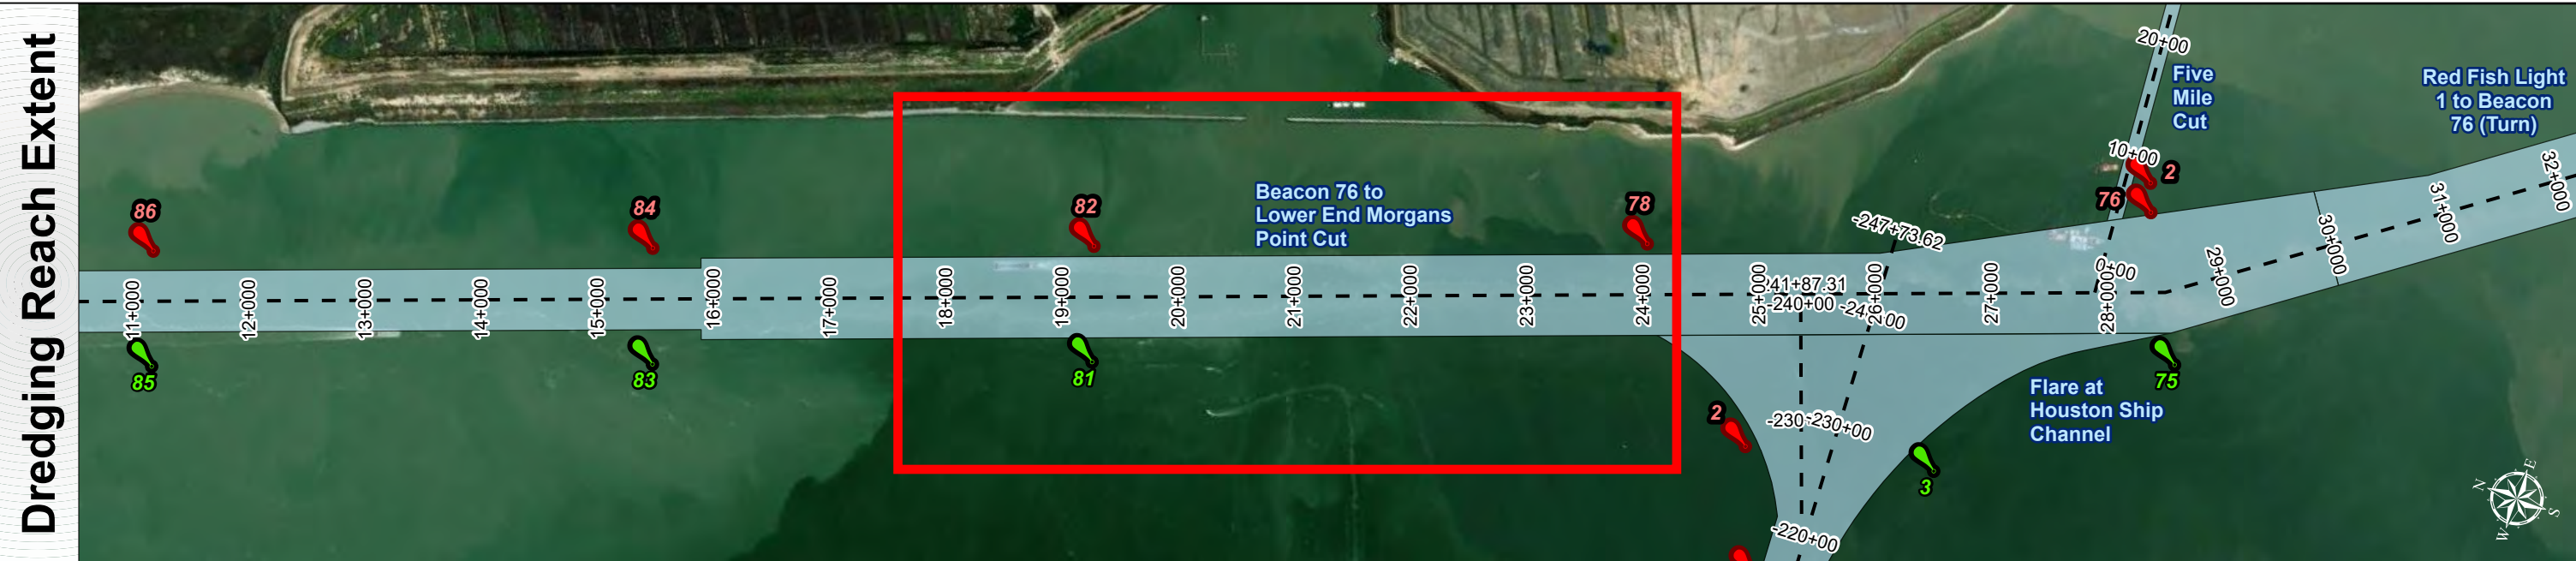 Dredging Reach Extent
20+00
Five
Mile
Cut
Red Fish Light
1 to Beacon
76 (Turn)
10+00
2
76
86
84
82
78
Beacon 76 to
Lower End Morgans
Point Cut
-247+73.62
0+00
11+000
12+000
13+000
14+000
15+000
16+000
17+000
18+000
19+000
20+000
21+000
22+000
23+000
24+000
25+000
26+000
27+000
28+000
29+000
30+000
31+000
32+000
41+87.31
-240+00
85
83
81
75
Flare at
Houston Ship
Channel
2
-230
-230+00
3
-220+00
N
E
S
W